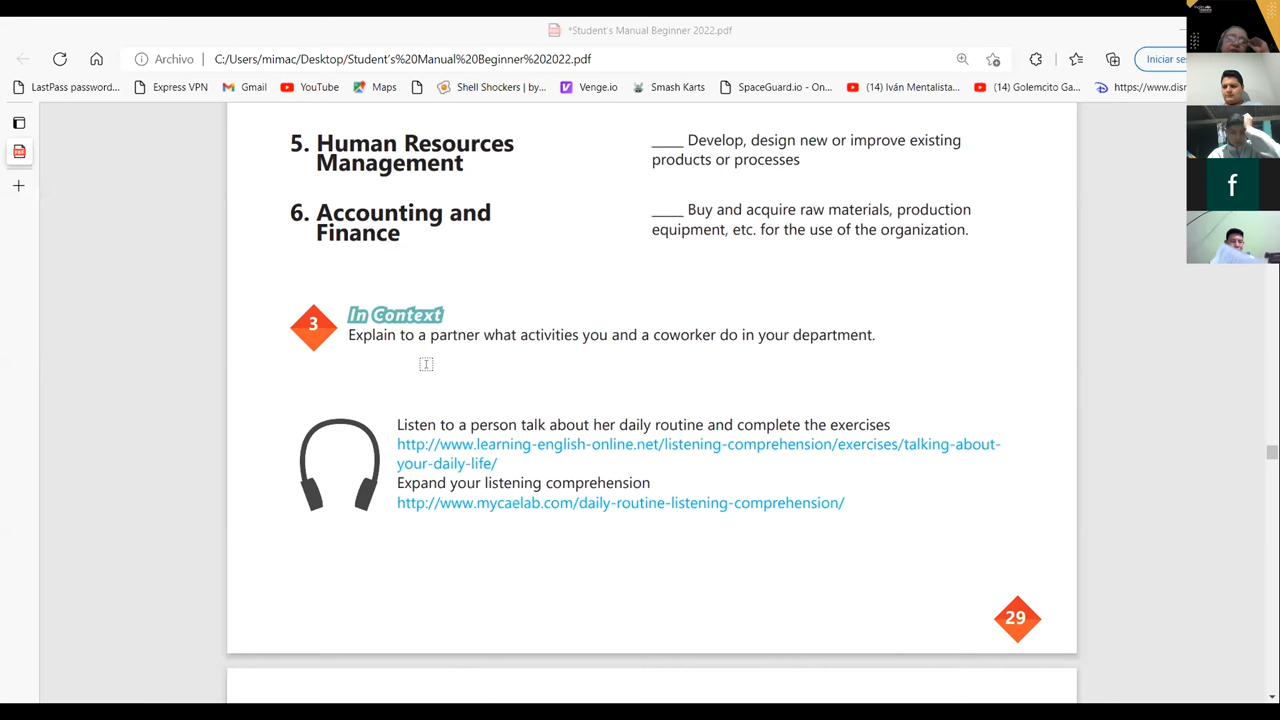 *Student's Manual Beginner 2022.pdf
Archivo
C:/Users/mimac/Desktop/Student's%20Manual%20Beginner%202022.pdf
Iniciar ses
LastPass password...
Express VPN
Gmail
YouTube
Maps
Shell Shockers by...
Venge.io
Smash Karts
SpaceGuard.io - On...
(14) Iván Mentalista...
(14) Golemcito Ga...
https://www.disn
5. Human Resources
Management
____ Develop, design new or improve existing
products or processes
6. Accounting and
Finance
____ Buy and acquire raw materials, production
equipment, etc. for the use of the organization.
3
In Context
Explain to a partner what activities you and a coworker do in your department.
Listen to a person talk about her daily routine and complete the exercises
http://www.learning-english-online.net/listening-comprehension/exercises/talking-about-
your-daily-life/
Expand your listening comprehension
http://www.mycaelab.com/daily-routine-listening-comprehension/
29
f